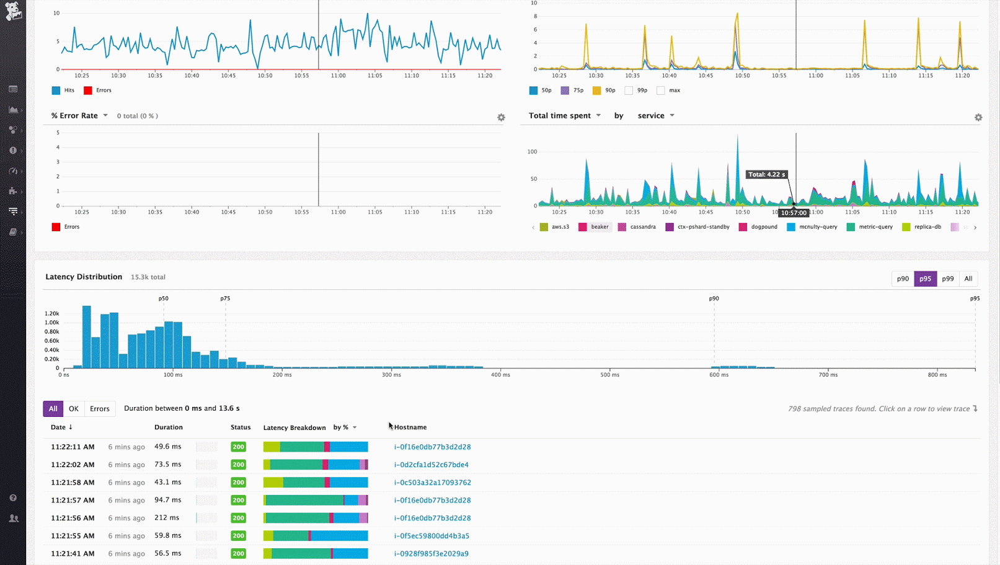 10
5
0
10:25 10:30 10:35 10:40 10:45 10:50 10:55 11:00 11:05 11:10 11:15 11:20
Hits Errors
10
8
6
4
2
0
10:25 10:30 10:35 10:40 10:45 10:50 10:55 11:00 11:05 11:10 11:15 11:20
50p 75p 90p 99p max
% Error Rate 0 total (0 % )
5
4
3
2
1
0
10:25 10:30 10:35 10:40 10:45 10:50 10:55 11:00 11:05 11:10 11:15 11:20
Errors
Total time spent by service
100
50
0
Total: 4.22 s
10:25 10:30 10:35 10:40 10:45 10:50 10:57:00 11:00 11:05 11:10 11:15 11:20
aws.s3 beaker cassandra ctx-pshard-standby dogpound mcnulty-query metric-query replica-db
Latency Distribution 15.3k total
p90 p95 p99 All
p50 p75 p90 p95
1.20k
1.00k
0.80k
0.60k
0.40k
0.20k
0
0 ns 100 ms 200 ms 300 ms 400 ms 500 ms 600 ms 700 ms 800 ms
All OK Errors Duration between 0 ms and 13.6 s
798 sampled traces found. Click on a row to view trace
Date ↓ Duration Status Latency Breakdown by % Hostname
11:22:11 AM 6 mins ago 49.6 ms 200 i-0f16e0db77b3d2d28
11:22:02 AM 6 mins ago 73.5 ms 200 i-0d2cfa1d52c67bde4
11:21:58 AM 6 mins ago 43.1 ms 200 i-0c503a32a17093762
11:21:57 AM 6 mins ago 94.7 ms 200 i-0f16e0db77b3d2d28
11:21:56 AM 6 mins ago 212 ms 200 i-0f16e0db77b3d2d28
11:21:55 AM 6 mins ago 59.8 ms 200 i-0f5ec59800dd4b3a5
11:21:41 AM 6 mins ago 56.5 ms 200 i-0928f985f3e2029a9